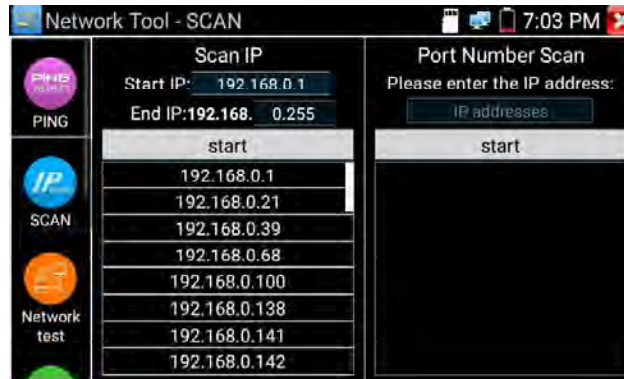 Network Tool - SCAN
7:03 PM
PING
PING
SCAN
Network
test
Scan IP
Start IP: 192.168.0.1
End IP:192.168. 0.255
start
192.168.0.1
192.168.0.21
192.168.0.39
192.168.0.68
192.168.0.100
192.168.0.138
192.168.0.141
192.168.0.142
Port Number Scan
Please enter the IP address:
IP addresses
start